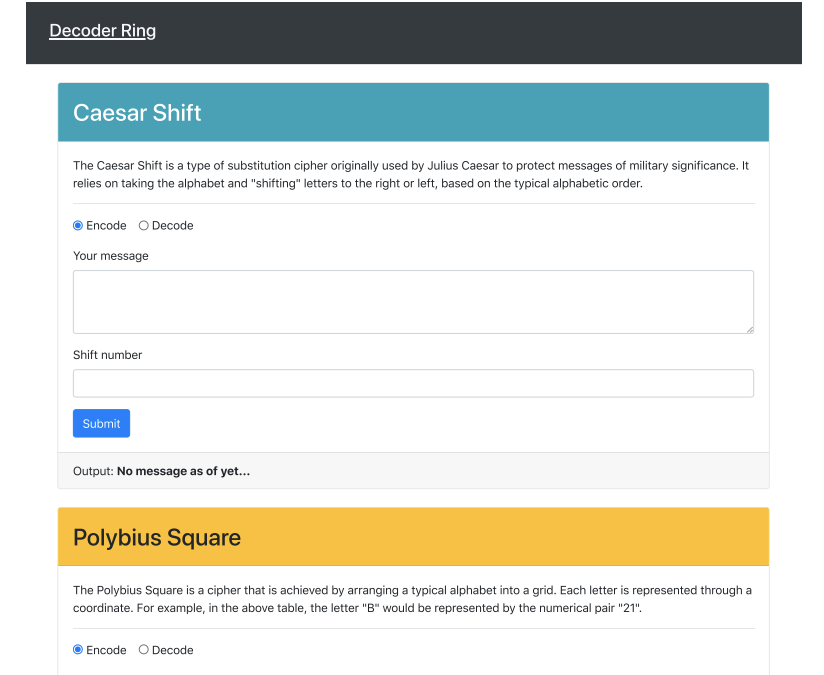 Decoder Ring
Caesar Shift
The Caesar Shift is a type of substitution cipher originally used by Julius Caesar to protect messages of military significance. It
relies on taking the alphabet and "shifting" letters to the right or left, based on the typical alphabetic order.
Encode Decode
Your message
Shift number
Submit
Output: No message as of yet...
Polybius Square
The Polybius Square is a cipher that is achieved by arranging a typical alphabet into a grid. Each letter is represented through a
coordinate. For example, in the above table, the letter "B" would be represented by the numerical pair "21".
Encode Decode